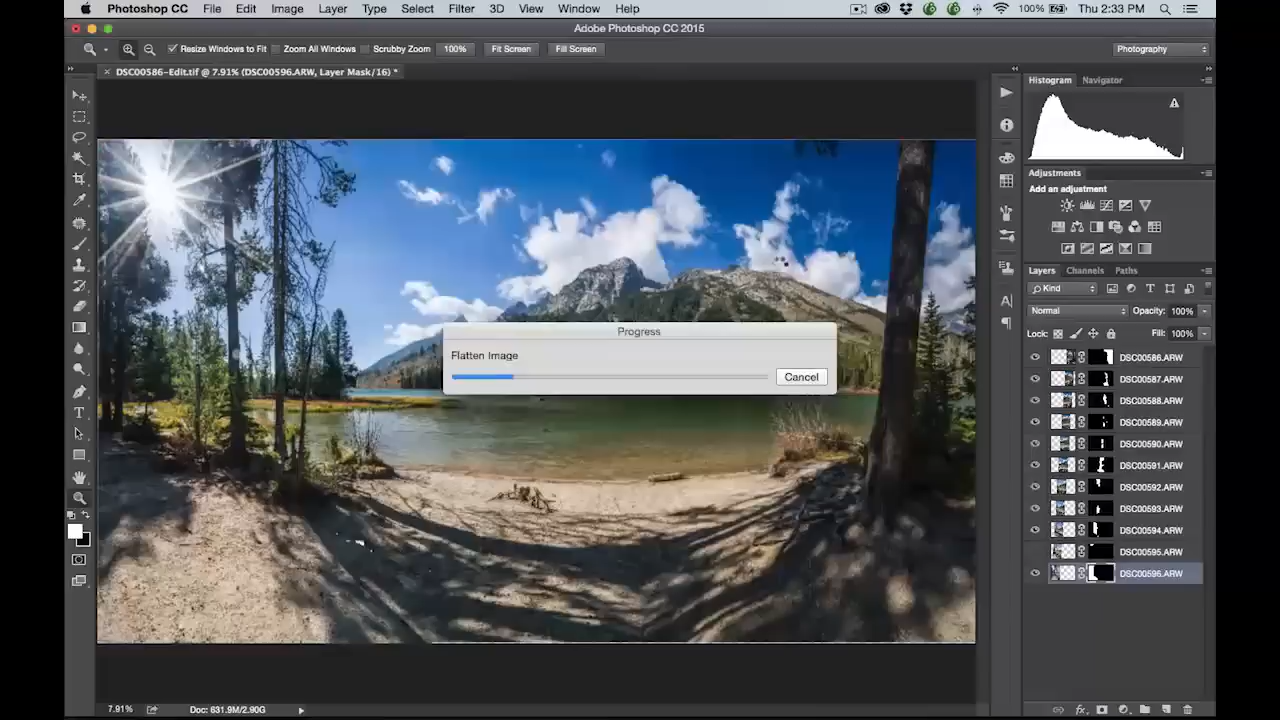 Photoshop CC File Edit Image Layer Type Select Filter 3D View Window Help 100% Thu 2:33 PM
Adobe Photoshop CC 2015
Resize Windows to Fit Zoom All Windows Scrubby Zoom 100% Fit Screen Fill Screen Photography
DSC00586-Edit.tif @ 7.91% (DSC00596.ARW, Layer Mask/16) *
Histogram Navigator
Adjustments
Add an adjustment
Layers Channels Paths
Kind
Normal Opacity: 100%
Lock: Fill: 100%
Progress
Flatten Image
Cancel
DSC00586.ARW
DSC00587.ARW
DSC00588.ARW
DSC00589.ARW
DSC00590.ARW
DSC00591.ARW
DSC00592.ARW
DSC00593.ARW
DSC00594.ARW
DSC00595.ARW
DSC00596.ARW
7.91% Doc: 631.9M/2.90G